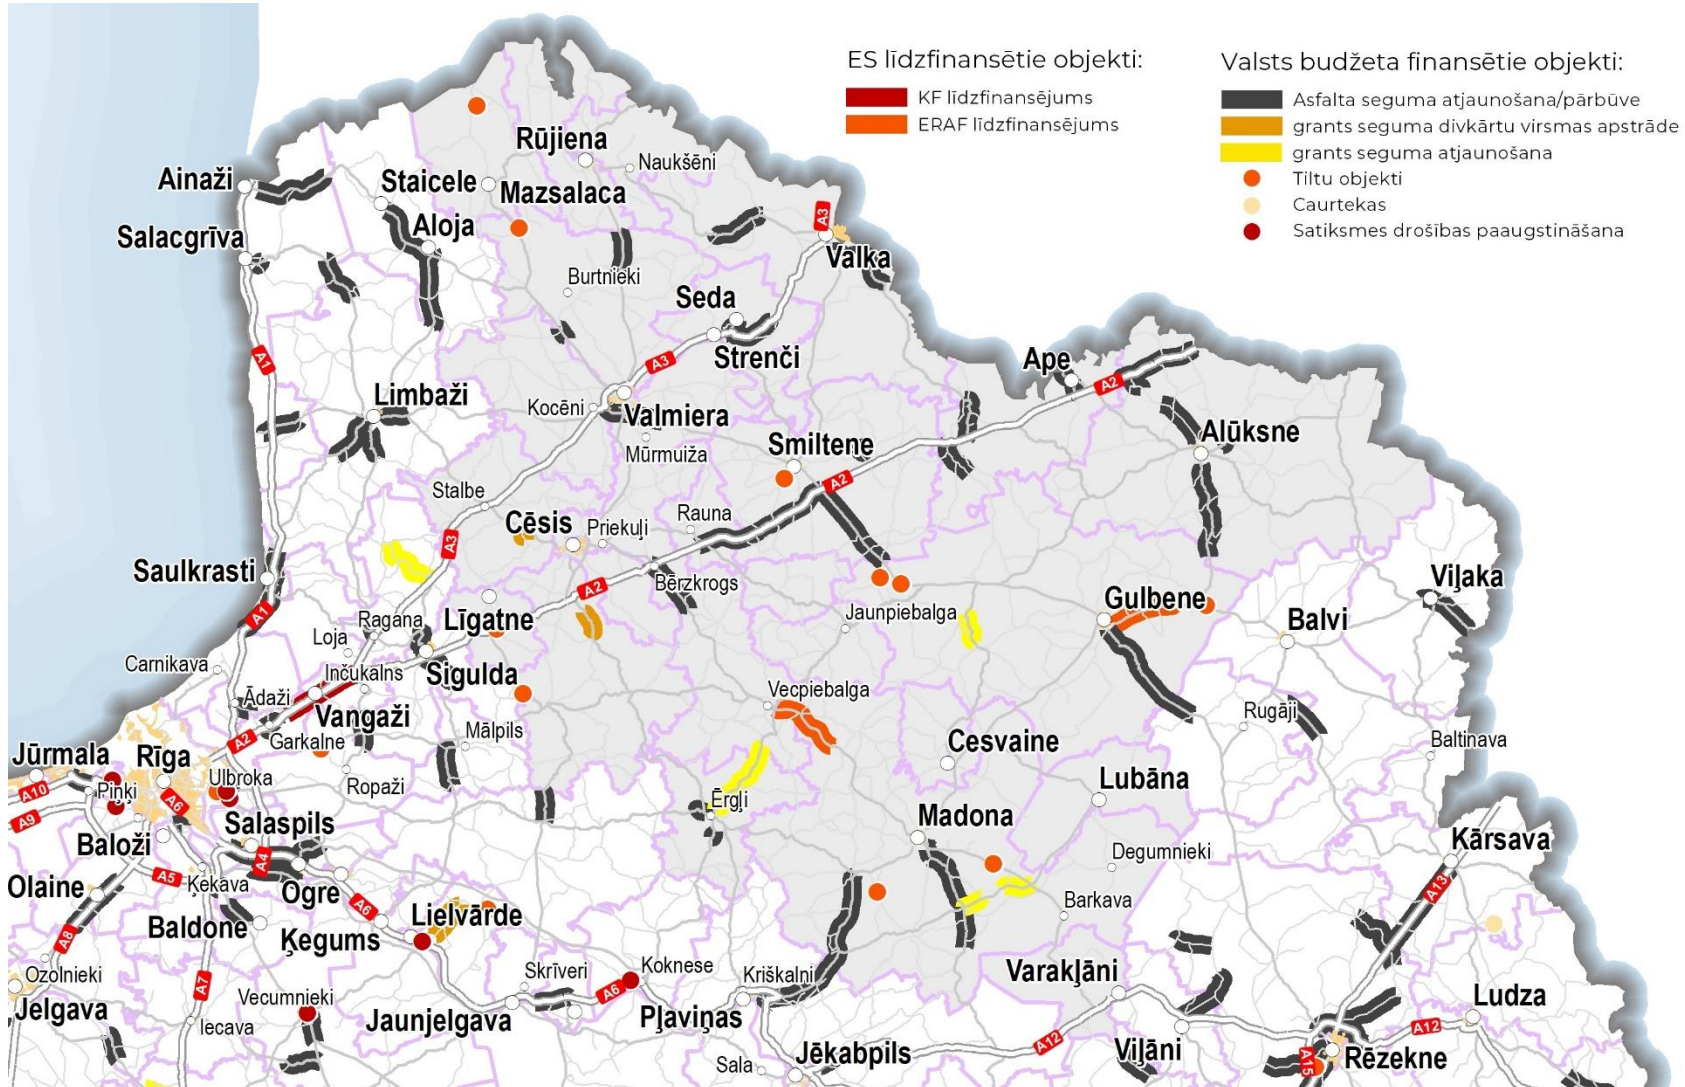 ES līdzfinansētie objekti:
KF līdzfinansējums
ERAF līdzfinansējums
Valsts budžeta finansētie objekti:
Asfalta seguma atjaunošana/pārbūve
grants seguma divkārtu virsmas apstrāde
grants seguma atjaunošana
Tiltu objekti
Caurtekas
Satiksmes drošības paaugstināšana
Rūjiena
Naukšēni
Ainaži
Staicele
Mazsalaca
Aloja
Salacgrīva
A3
Valka
Burtnieki
Seda
Strenči
A1
A3
Ape
A2
Limbaži
Kocēni
Valmiera
Mūrmuiža
Smiltene
Alūksne
A2
Stalbe
Cēsis
Priekuļi
Rauna
A3
Saulkrasti
Bērzkrogs
A2
Viļaka
A1
Ragana
Loja
Līgatne
Jaunpiebalga
Gulbene
Balvi
Carnikava
Inčukalns
Sigulda
Ādaži
Vangaži
Vecpiebalga
Rugāji
Garkalne
Mālpils
A2
Cesvaine
Baltinava
Jūrmala
Rīga
Ulbroka
Ropaži
Lubāna
A10
Piņķi
A6
Ērgļi
A9
Salaspils
Madona
Kārsava
Baloži
A4
Degumnieki
A5
Ķekava
Ogre
Olaine
A6
A13
Baldone
Lielvārde
Barkava
Ķegums
A8
Ozolnieki
A7
Skrīveri
Koknese
Kriškalni
Varakļāni
Jelgava
Vecumnieki
A6
Ludza
Iecava
Jaunjelgava
Pļaviņas
A12
A12
Viļāni
Sala
Jēkabpils
A15
Rēzekne